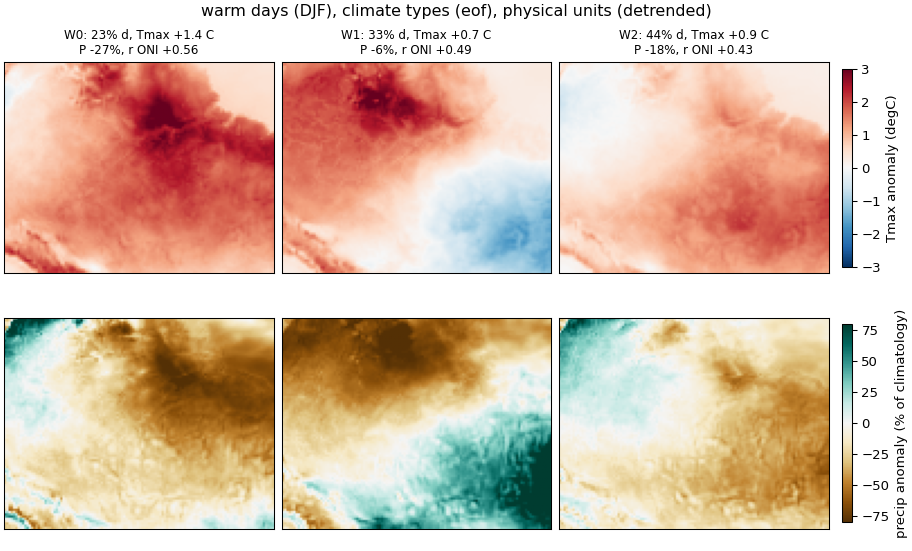 warm days (DJF), climate types (eof), physical units (detrended)
W0: 23% d, Tmax +1.4 C
P -27%, r ONI +0.56
W1: 33% d, Tmax +0.7 C
P -6%, r ONI +0.49
W2: 44% d, Tmax +0.9 C
P -18%, r ONI +0.43
3
2
1
0
−1
−2
−3
Tmax anomaly (degC)
75
50
25
0
−25
−50
−75
precip anomaly (% of climatology)